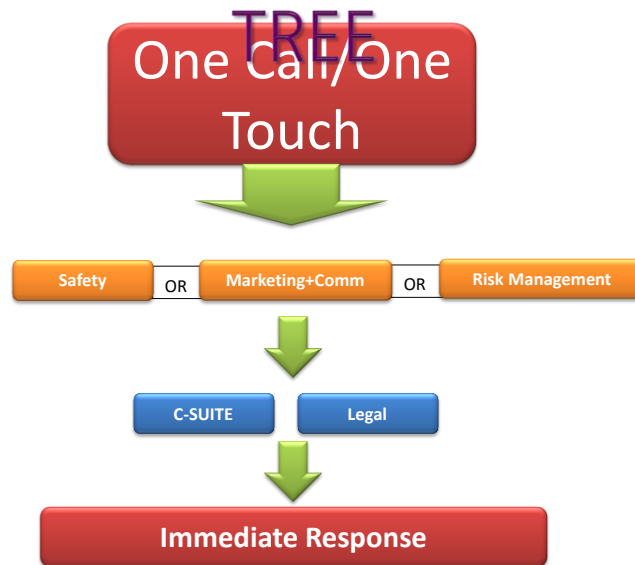 TREE
One Call/One
Touch
Safety OR Marketing+Comm OR Risk Management
C-SUITE Legal
Immediate Response